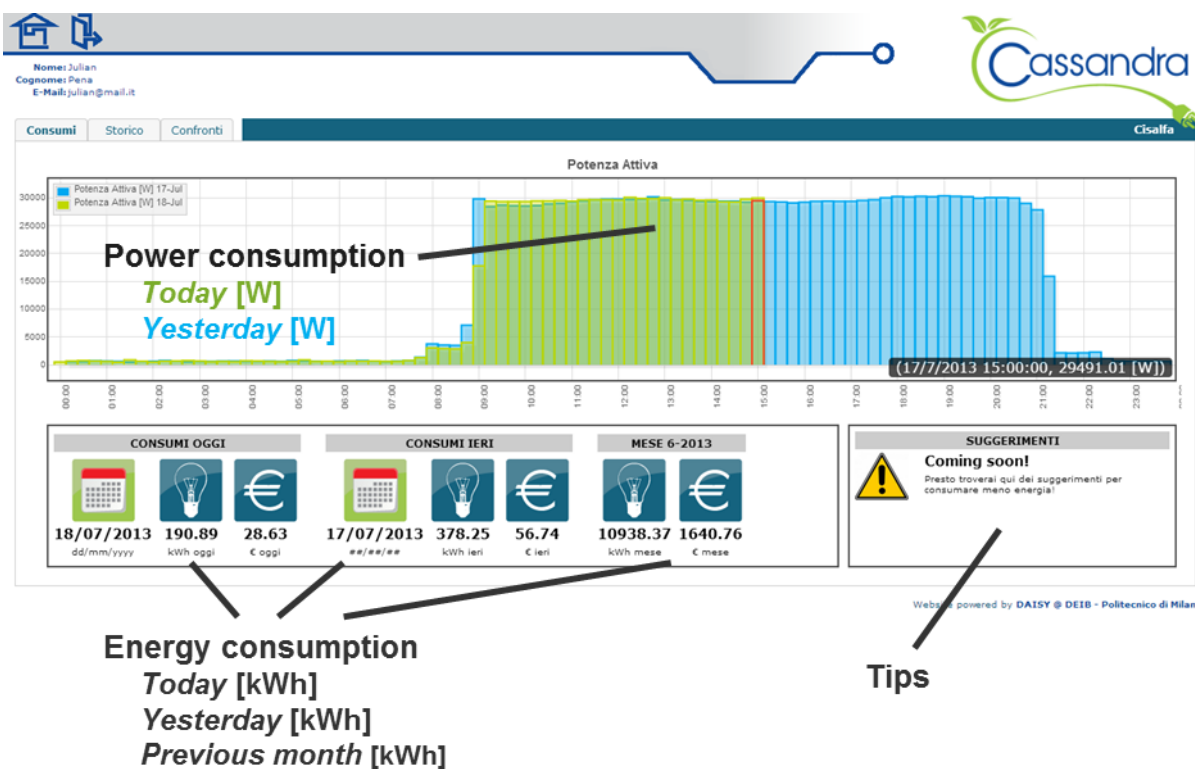 Nome: Julian
Cognome: Pena
E-Mail: julian@mail.it
Cassandra
Consumi Storico Confronti Cisalfa
Potenza Attiva
Potenza Attiva [W] 17-Jul
Potenza Attiva [W] 18-Jul
30000
25000
20000
15000
10000
5000
0
Power consumption
Today [W]
Yesterday [W]
(17/7/2013 15:00:00, 29491.01 [W])
00:00 01:00 02:00 03:00 04:00 05:00 06:00 07:00 08:00 09:00 10:00 11:00 12:00 13:00 14:00 15:00 16:00 17:00 18:00 19:00 20:00 21:00 22:00 23:00
CONSUMI OGGI CONSUMI IERI MESE 6-2013 SUGGERIMENTI
Coming soon!
Presto troverai qui dei suggerimenti per
consumare meno energia!
18/07/2013 190.89 28.63 17/07/2013 378.25 56.74 10938.37 1640.76
dd/mm/yyyy kWh oggi € oggi ##/##/## kWh ieri € ieri kWh mese € mese
Website powered by DAISY @ DEIB - Politecnico di Milan
Energy consumption
Today [kWh]
Yesterday [kWh]
Previous month [kWh]
Tips